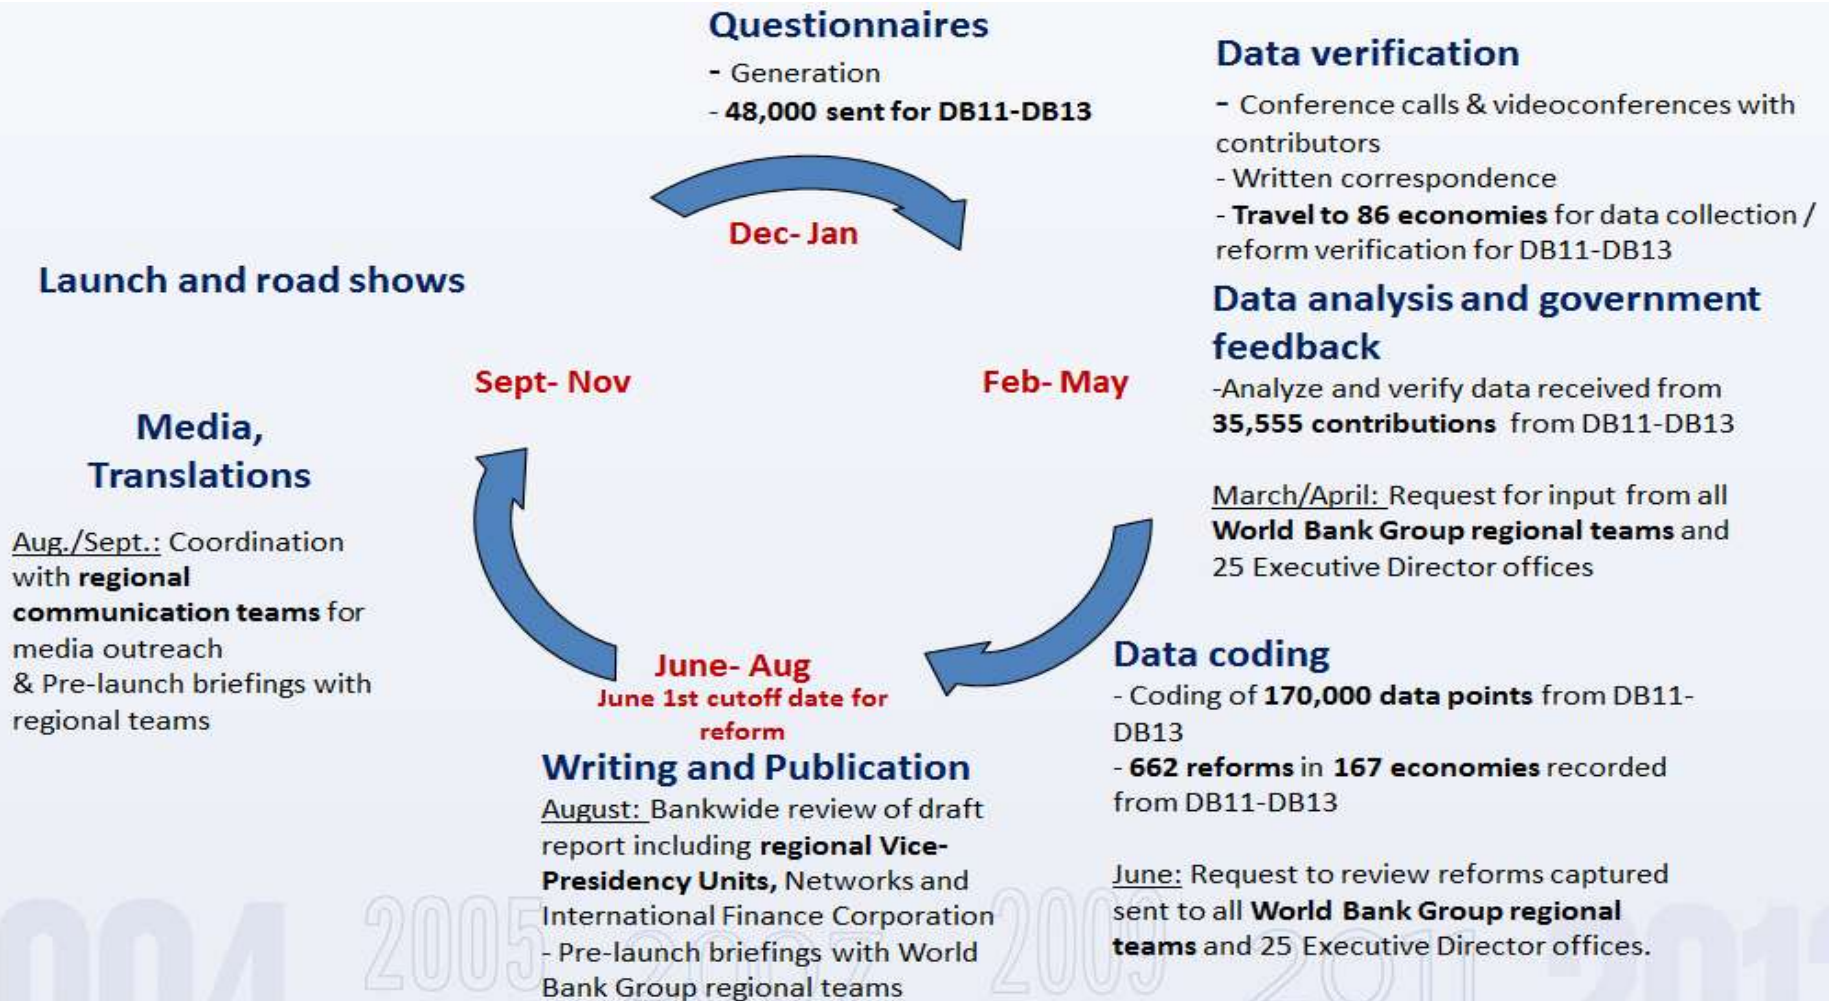 Questionnaires
- Generation
- 48,000 sent for DB11-DB13
Dec- Jan
Data verification
- Conference calls & videoconferences with
contributors
- Written correspondence
- Travel to 86 economies for data collection /
reform verification for DB11-DB13
Data analysis and government
feedback
-Analyze and verify data received from
35,555 contributions from DB11-DB13
March/April: Request for input from all
World Bank Group regional teams and
25 Executive Director offices
Feb- May
Data coding
- Coding of 170,000 data points from DB11-
DB13
- 662 reforms in 167 economies recorded
from DB11-DB13
June: Request to review reforms captured
sent to all World Bank Group regional
teams and 25 Executive Director offices.
June- Aug
June 1st cutoff date for
reform
Writing and Publication
August: Bankwide review of draft
report including regional Vice-
Presidency Units, Networks and
International Finance Corporation
- Pre-launch briefings with World
Bank Group regional teams
Launch and road shows
Sept- Nov
Media,
Translations
Aug./Sept.: Coordination
with regional
communication teams for
media outreach
& Pre-launch briefings with
regional teams
2005
2007
2009
2011